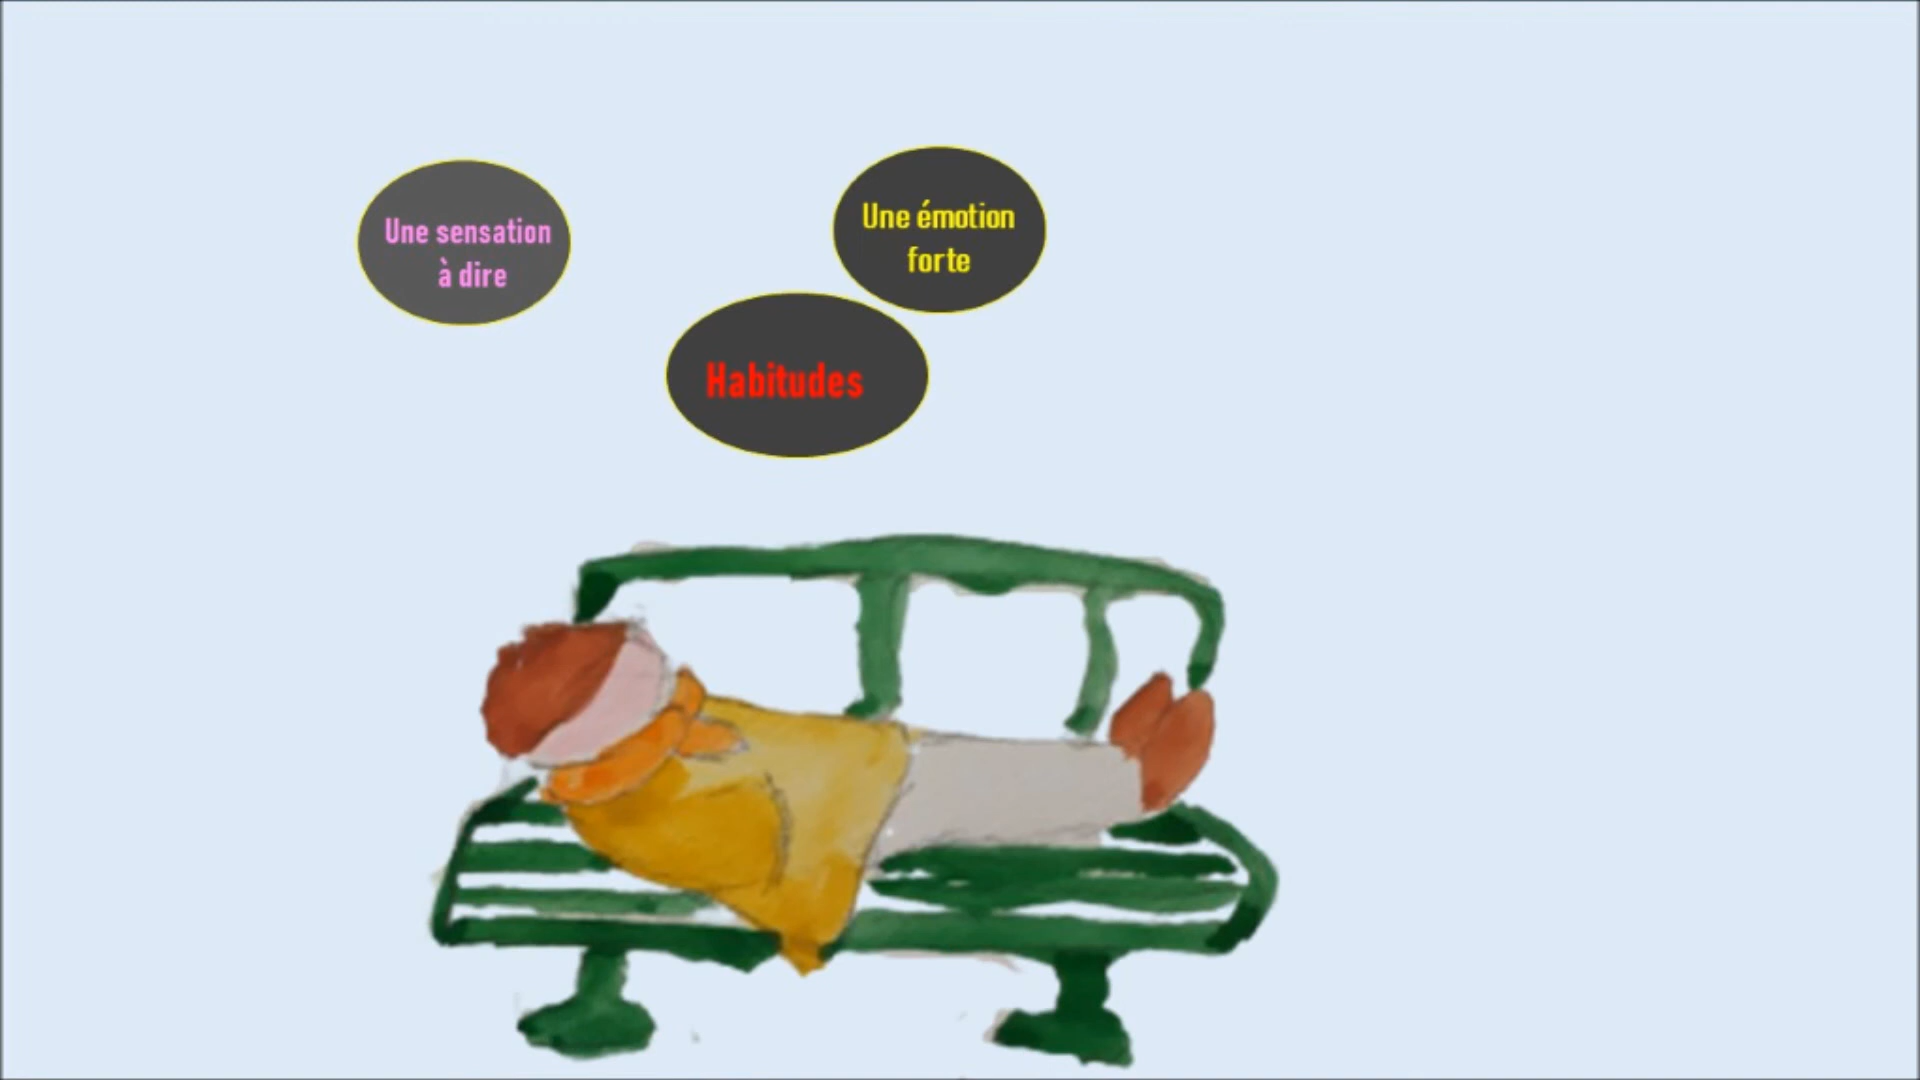 Une sensation
à dire
Une émotion
forte
Habitudes